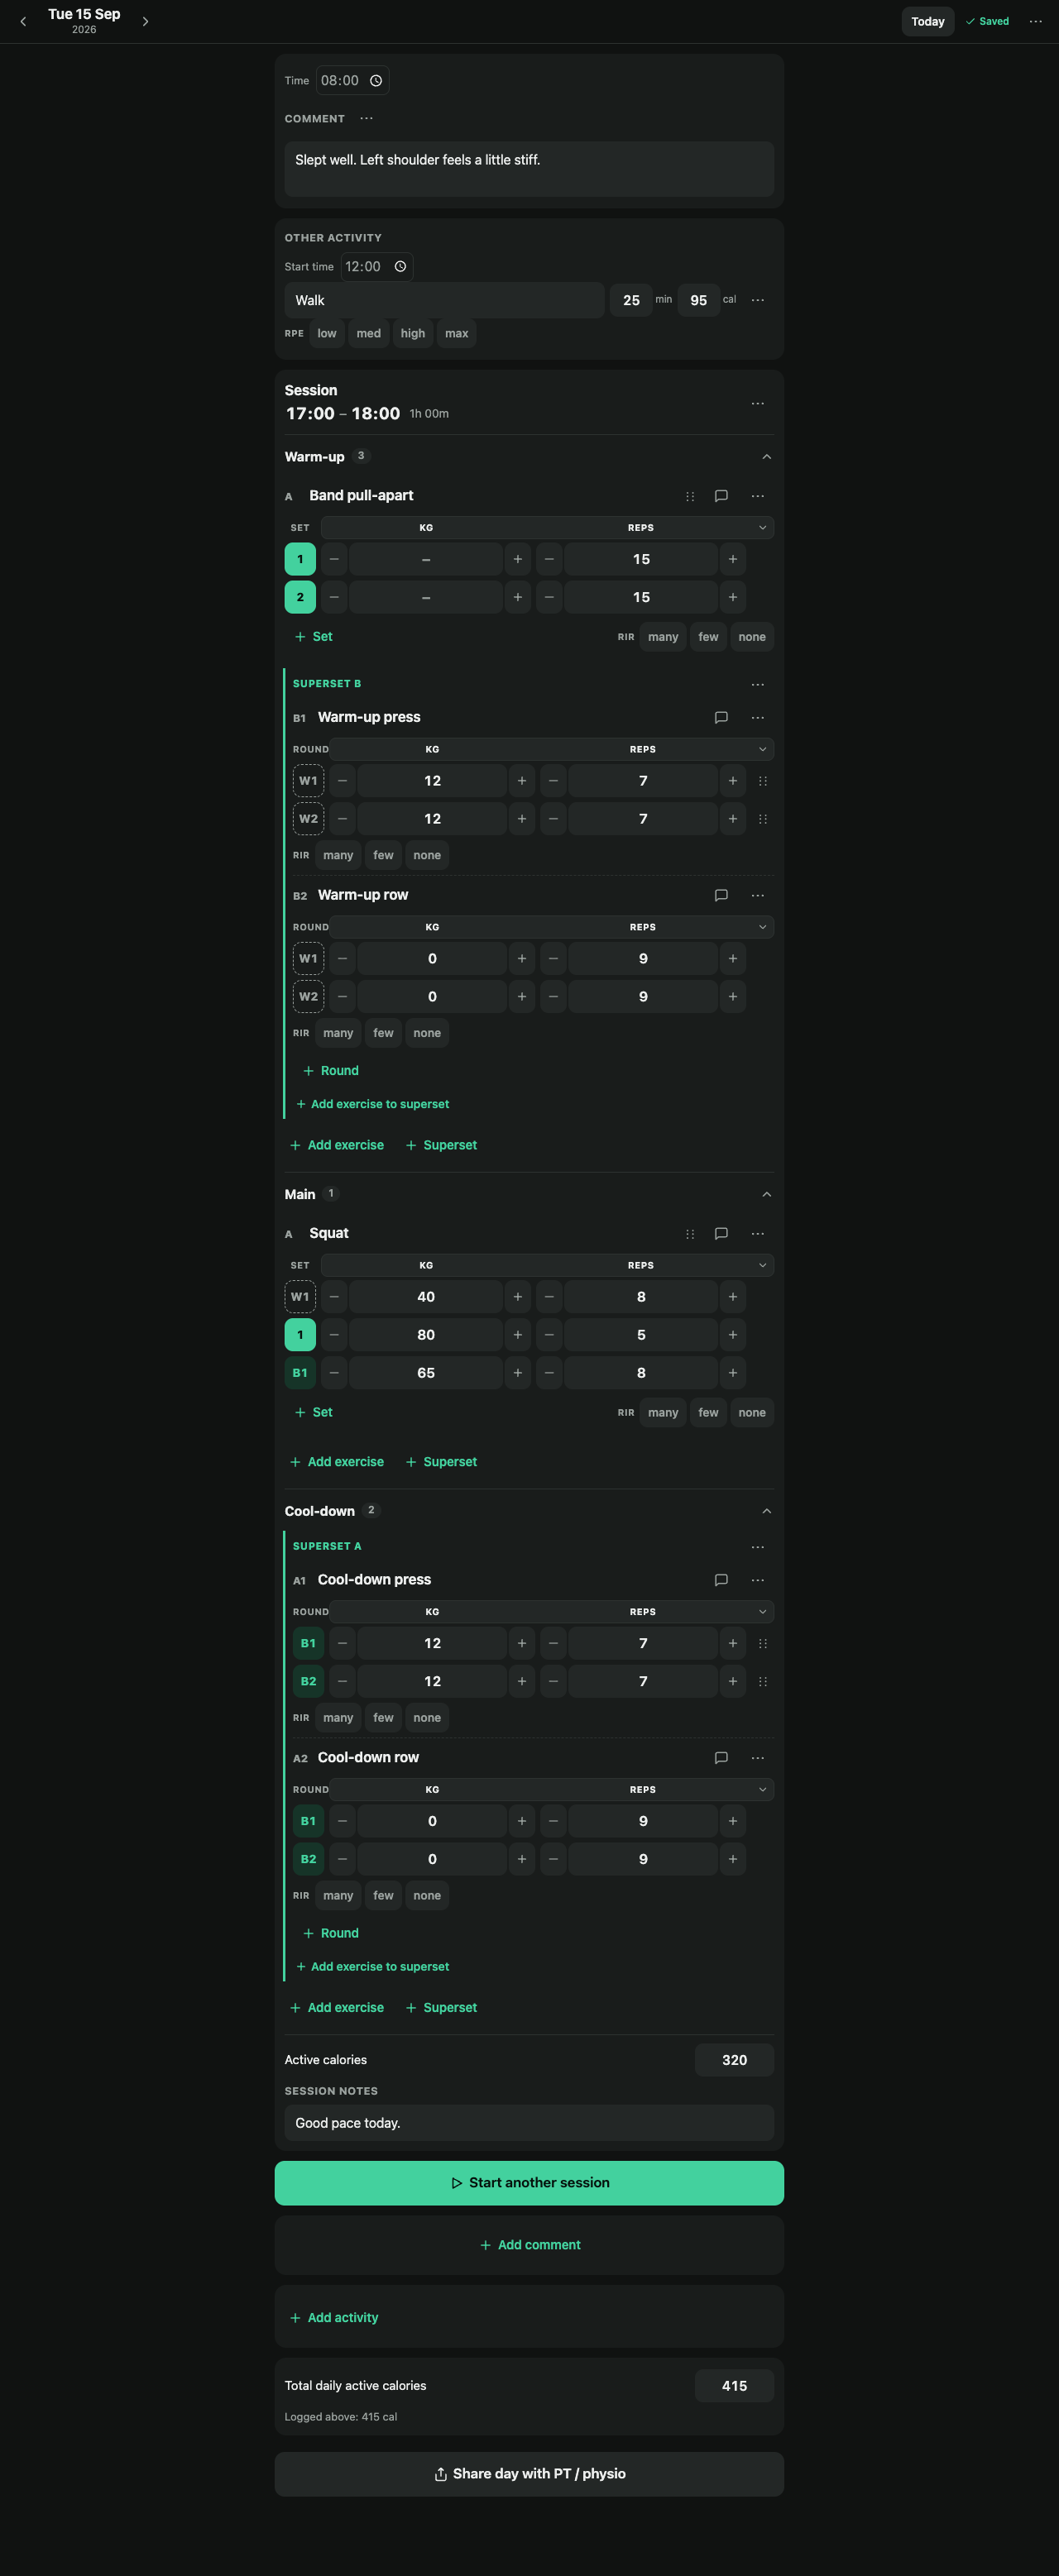 Tue 15 Sep
2026
Today
Saved
Time 08:00
COMMENT
Slept well. Left shoulder feels a little stiff.
OTHER ACTIVITY
Start time 12:00
Walk 25 min 95 cal
RPE low med high max
Session
17:00 – 18:00 1h 00m
Warm-up 3
A Band pull-apart
SET KG REPS
1 – 15
2 – 15
+ Set RIR many few none
SUPERSET B
B1 Warm-up press
ROUND KG REPS
W1 12 7
W2 12 7
RIR many few none
B2 Warm-up row
ROUND KG REPS
W1 0 9
W2 0 9
RIR many few none
+ Round
+ Add exercise to superset
+ Add exercise + Superset
Main 1
A Squat
SET KG REPS
W1 40 8
1 80 5
B1 65 8
+ Set RIR many few none
+ Add exercise + Superset
Cool-down 2
SUPERSET A
A1 Cool-down press
ROUND KG REPS
B1 12 7
B2 12 7
RIR many few none
A2 Cool-down row
ROUND KG REPS
B1 0 9
B2 0 9
RIR many few none
+ Round
+ Add exercise to superset
+ Add exercise + Superset
Active calories 320
SESSION NOTES
Good pace today.
Start another session
+ Add comment
+ Add activity
Total daily active calories 415
Logged above: 415 cal
Share day with PT / physio